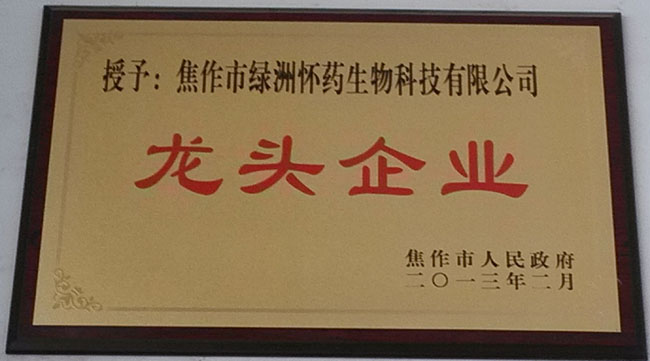 授予：焦作市绿洲怀药生物科技有限公司
龙头企业
焦作市人民政府
二〇一三年二月